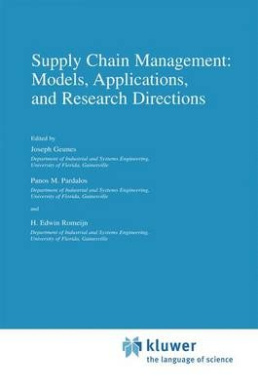 Supply Chain Management:
Models, Applications,
and Research Directions
Edited by
Joseph Geunes
Department of Industrial and Systems Engineering,
University of Florida, Gainesville
Panos M. Pardalos
Department of Industrial and Systems Engineering,
University of Florida, Gainesville
and
H. Edwin Romeijn
Department of Industrial and Systems Engineering,
University of Florida, Gainesville
kluwer
the language of science